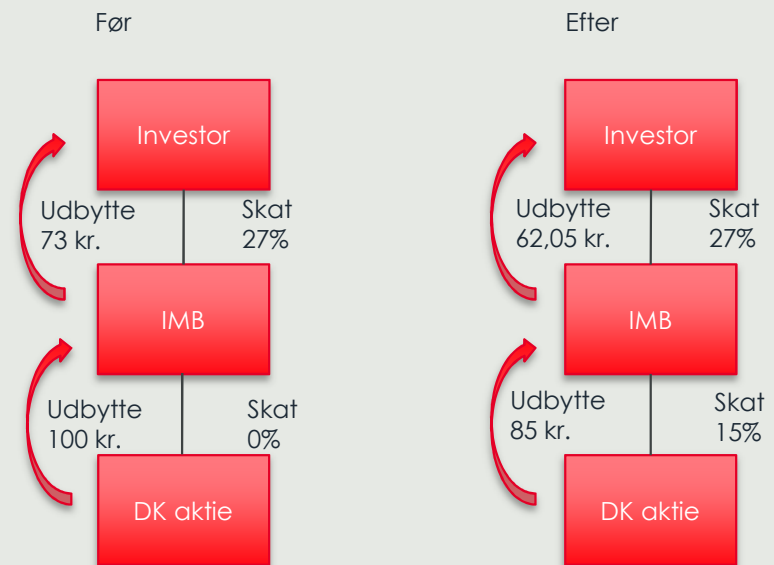 Før
Investor
Udbytte
73 kr.
Skat
27%
IMB
Udbytte
100 kr.
Skat
0%
DK aktie
Efter
Investor
Udbytte
62,05 kr.
Skat
27%
IMB
Udbytte
85 kr.
Skat
15%
DK aktie